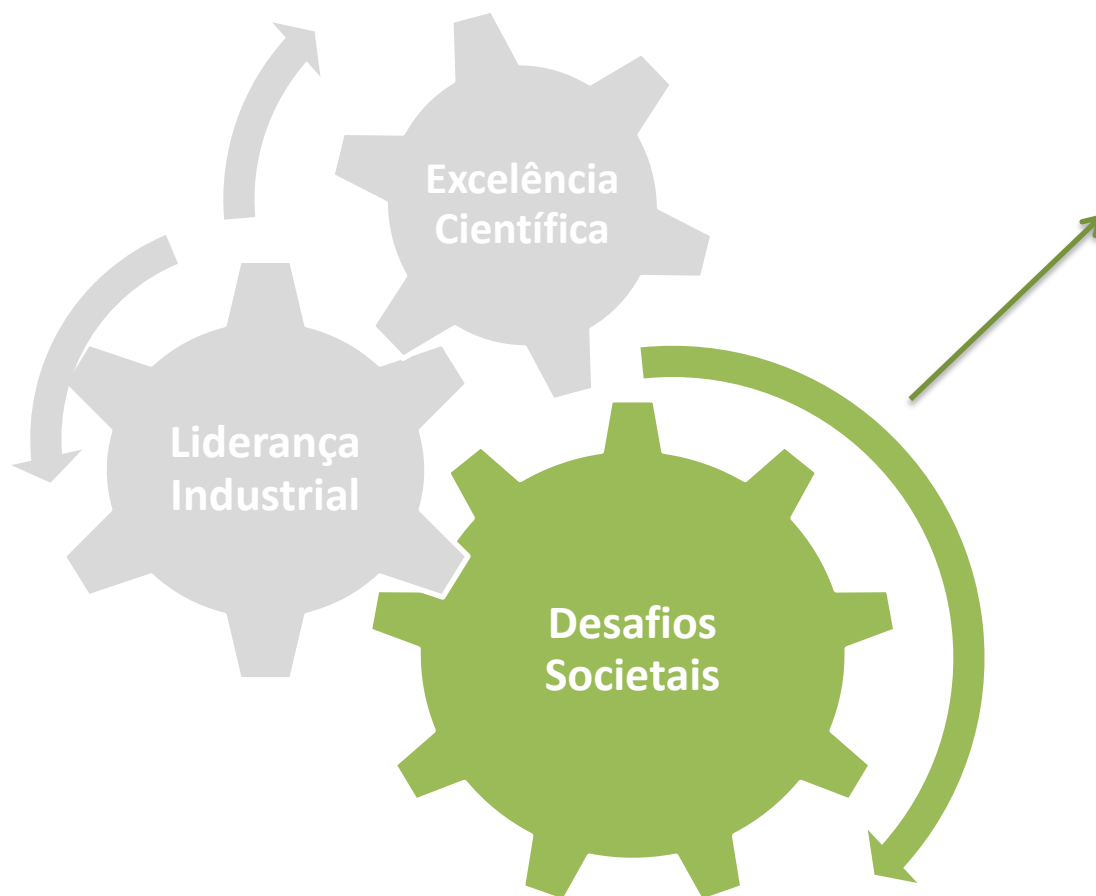 Excelência
Científica
Liderança
Industrial
Desafios
Societais